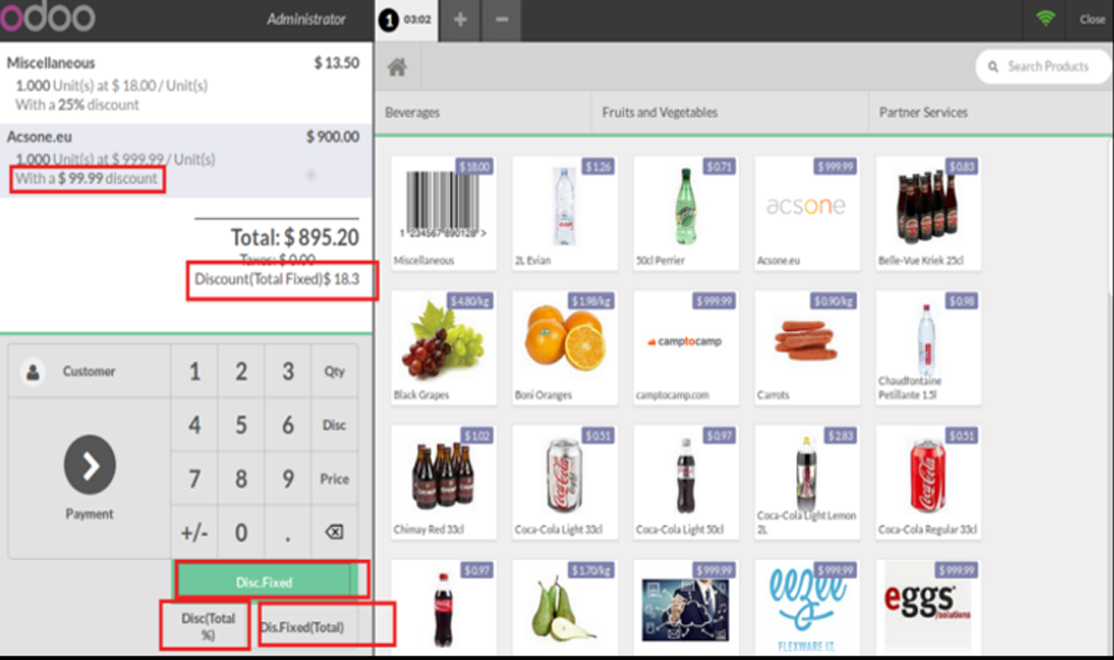 odoo
Administrator
1 03:02 + −
Close
Miscellaneous $ 13.50
1.000 Unit(s) at $ 18.00 / Unit(s)
With a 25% discount
Acsone.eu $ 900.00
1.000 Unit(s) at $ 999.99 / Unit(s)
With a $ 99.99 discount
Total: $ 895.20
Taxes: $ 0.00
Discount(Total Fixed)$ 18.3
Customer
Payment
1 2 3 Qty
4 5 6 Disc
7 8 9 Price
+/- 0 .
Disc.Fixed
Disc(Total
%)
Dis.Fixed(Total)
Search Products
Beverages Fruits and Vegetables Partner Services
$ 18.00
1 234567 890128 >
Miscellaneous
$ 1.26
2L Evian
$ 0.71
50cl Perrier
$ 999.99
acsone
Acsone.eu
$ 0.83
Belle-Vue Kriek 25cl
$ 4.80/kg
Black Grapes
$ 1.98/kg
Boni Oranges
$ 999.99
camptocamp
camptocamp.com
$ 0.90/kg
Carrots
$ 0.98
Chaudfontaine
Petillante 1.5l
$ 1.02
Chimay Red 33cl
$ 0.51
Coca-Cola Light 33cl
$ 0.97
Coca-Cola Light 50cl
$ 2.83
Coca-Cola Light Lemon
2L
$ 0.51
Coca-Cola
Coca-Cola Regular 33cl
$ 0.97
$ 1.70/kg
$ 999.99
$ 999.99
eezee
FLEXWARE LT.
$ 999.99
eggs
/solutions